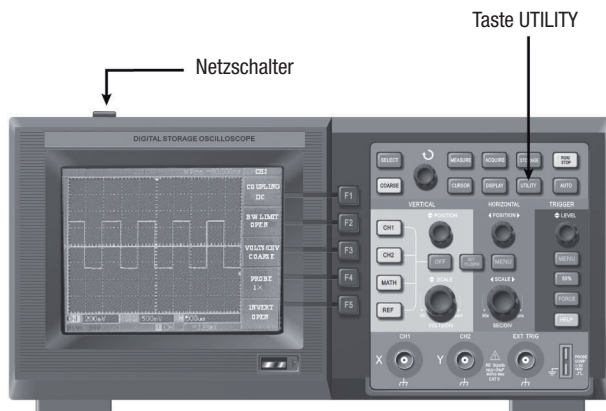 Taste UTILITY
Netzschalter
DIGITAL STORAGE OSCILLOSCOPE
SELECT
MEASURE
ACQUIRE
STORAGE
RUN/
STOP
COARSE
CURSOR
DISPLAY
UTILITY
AUTO
VERTICAL
HORIZONTAL
TRIGGER
POSITION
POSITION
LEVEL
CH1
CH2
MATH
REF
OFF
MENU
MENU
50%
FORCE
HELP
SCALE
SCALE
VOLTS/DIV
SEC/DIV
CH1
CH2
EXT TRIG
X
Y
CH1
COUPLING
DC
B W LIMIT
OPEN
VOLTS/DIV
COARSE
PROBE
1×
INVERT
OPEN
F1
F2
F3
F4
F5